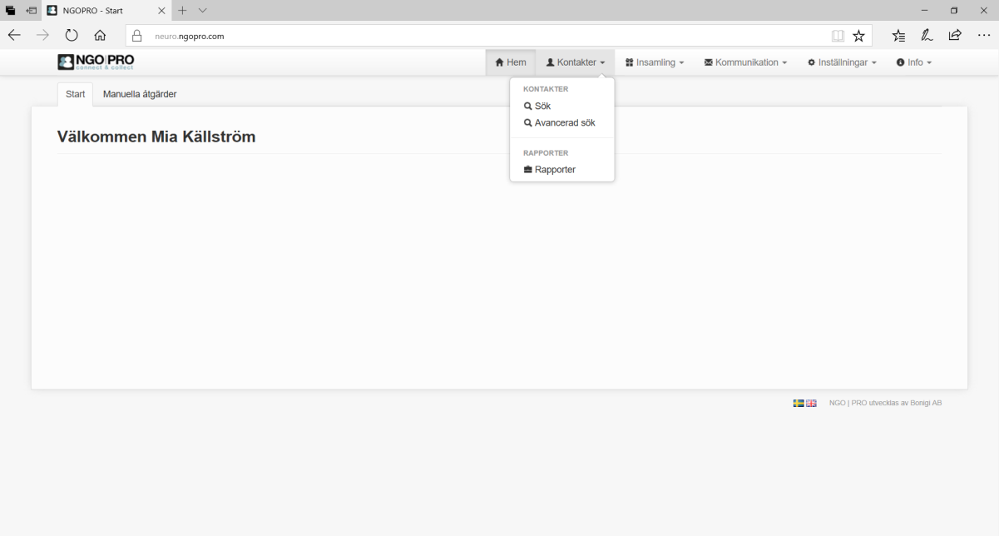 NGOPRO - Start
neuro.ngopro.com
NGO|PRO
connect & collect
Hem Kontakter Insamling Kommunikation Inställningar Info
Start Manuella åtgärder
KONTAKTER
Sök
Avancerad sök
RAPPORTER
Rapporter
Välkommen Mia Källström
NGO | PRO utvecklas av Bonigi AB